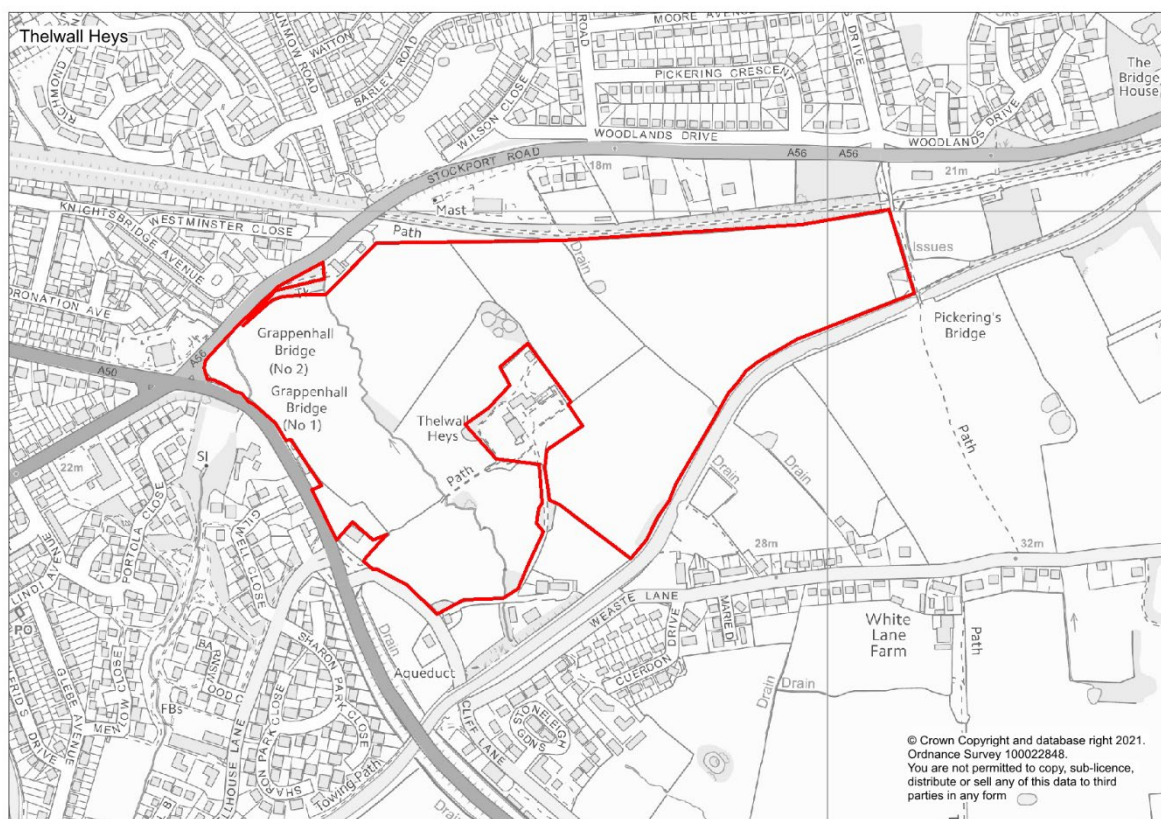 Thelwall Heys
RICHMOND
WATTON
BARLEY ROAD
WILSON CLOSE
ROAD
MOORE AVENUE
PICKERING CRESCENT
DRIVE
WOODLANDS DRIVE
WOODLANDS DRIVE
The
Bridge
House
A56
A56
STOCKPORT ROAD
18m
21m
KNIGHTSBRIDGE AVENUE
WESTMINSTER CLOSE
Mast
Path
Drain
Issues
Grappenhall
Bridge
(No 2)
Grappenhall
Bridge
(No 1)
A50
A56
Pickering's
Bridge
Thelwall
Heys
Path
Path
22m
SI
PORTOLA CLOSE
GILWELL CLOSE
Drain
Drain
28m
32m
WEASTE LANE
CUERDON DRIVE
MARIE DR
White
Lane
Farm
Path
Drain
Drain
Aqueduct
PO
GLEBE AVENUE
FBs
SHARON PARK CLOSE
SHARON PARK CLOSE
CLIFF LANE
STONELEIGH
GDNS
Towing Path
Drain
© Crown Copyright and database right 2021.
Ordnance Survey 100022848.
You are not permitted to copy, sub-licence,
distribute or sell any of this data to third
parties in any form